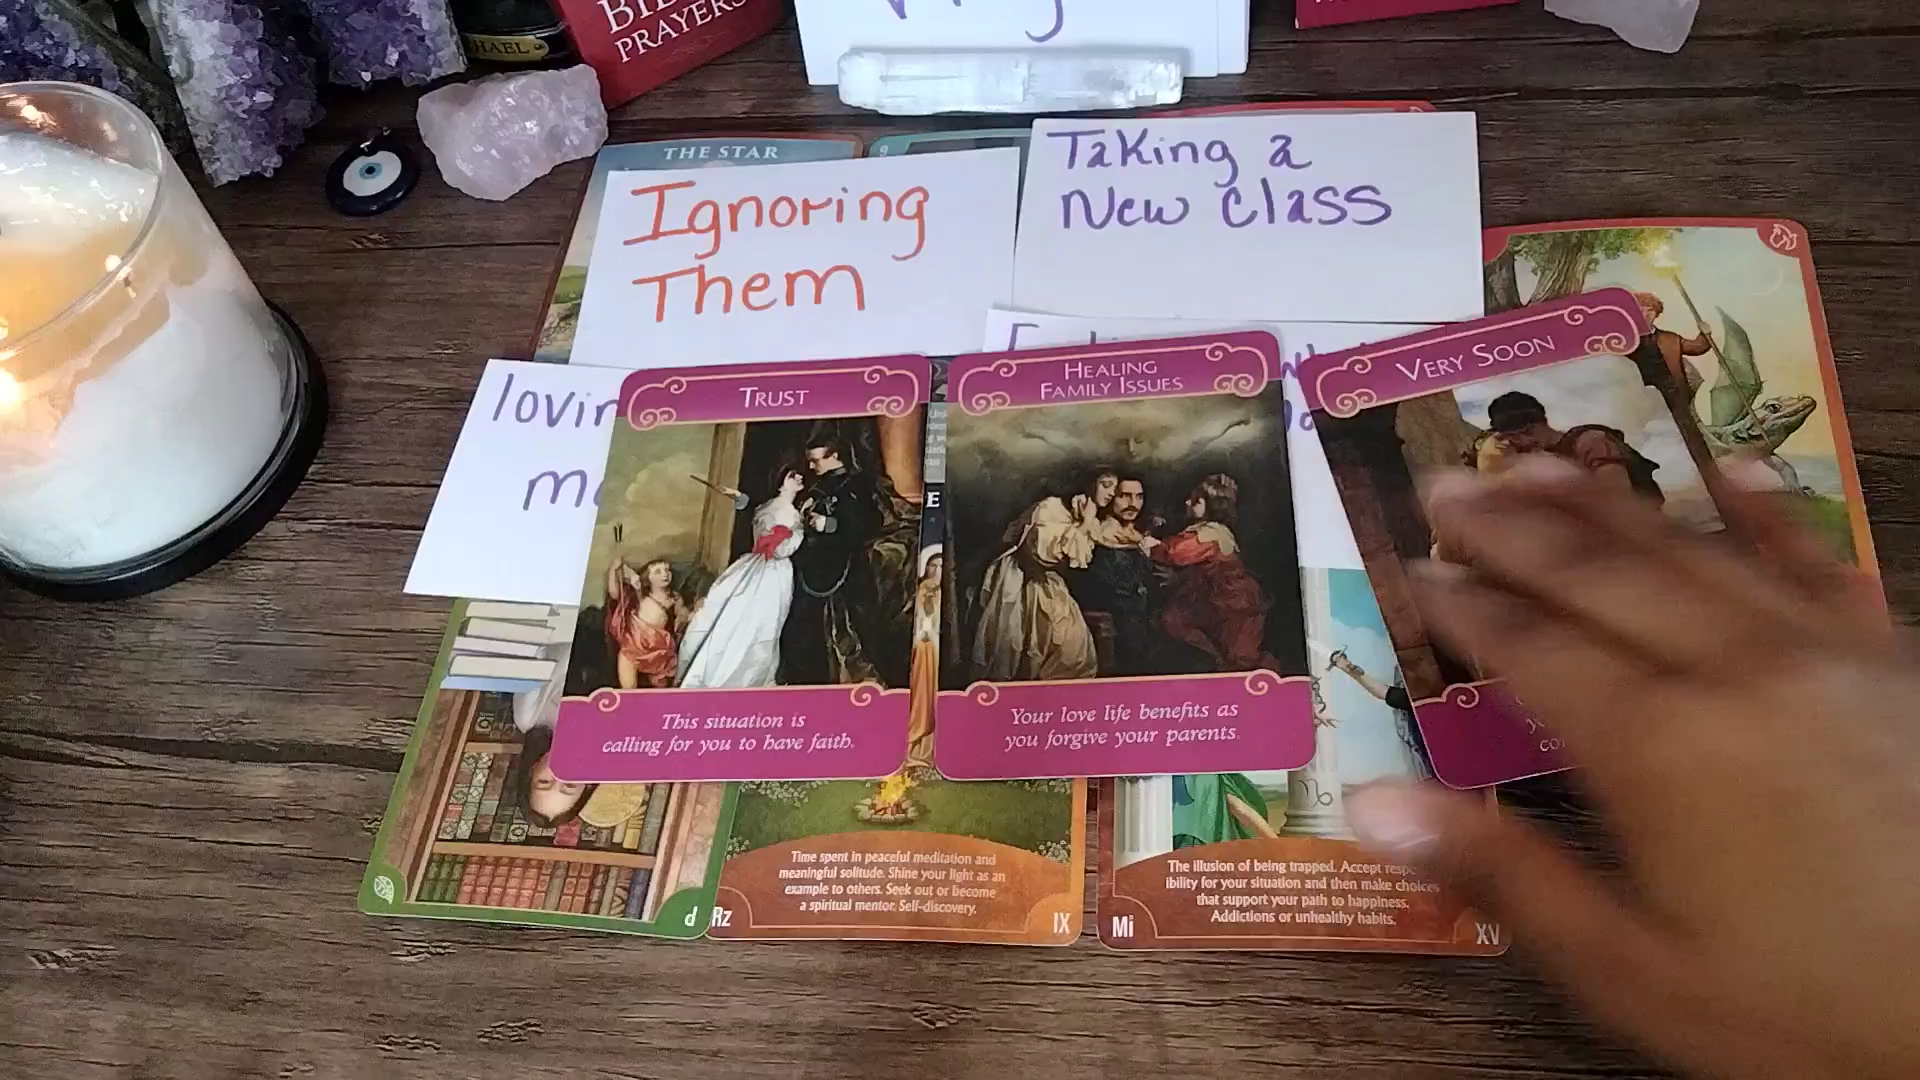 PRAYERS
THE STAR
9
Ignoring
Them
Taking a
New Class
TRUST
This situation is
calling for you to have faith.
HEALING
FAMILY ISSUES
Your love life benefits as
you forgive your parents.
VERY SOON
E
Time spent in peaceful meditation and
meaningful solitude. Shine your light as an
example to others. Seek out or become
a spiritual mentor. Self-discovery.
Rz
IX
The illusion of being trapped. Accept
ibility for your situation and then make choices
that support your path to happiness.
Addictions or unhealthy habits.
Mi
XV